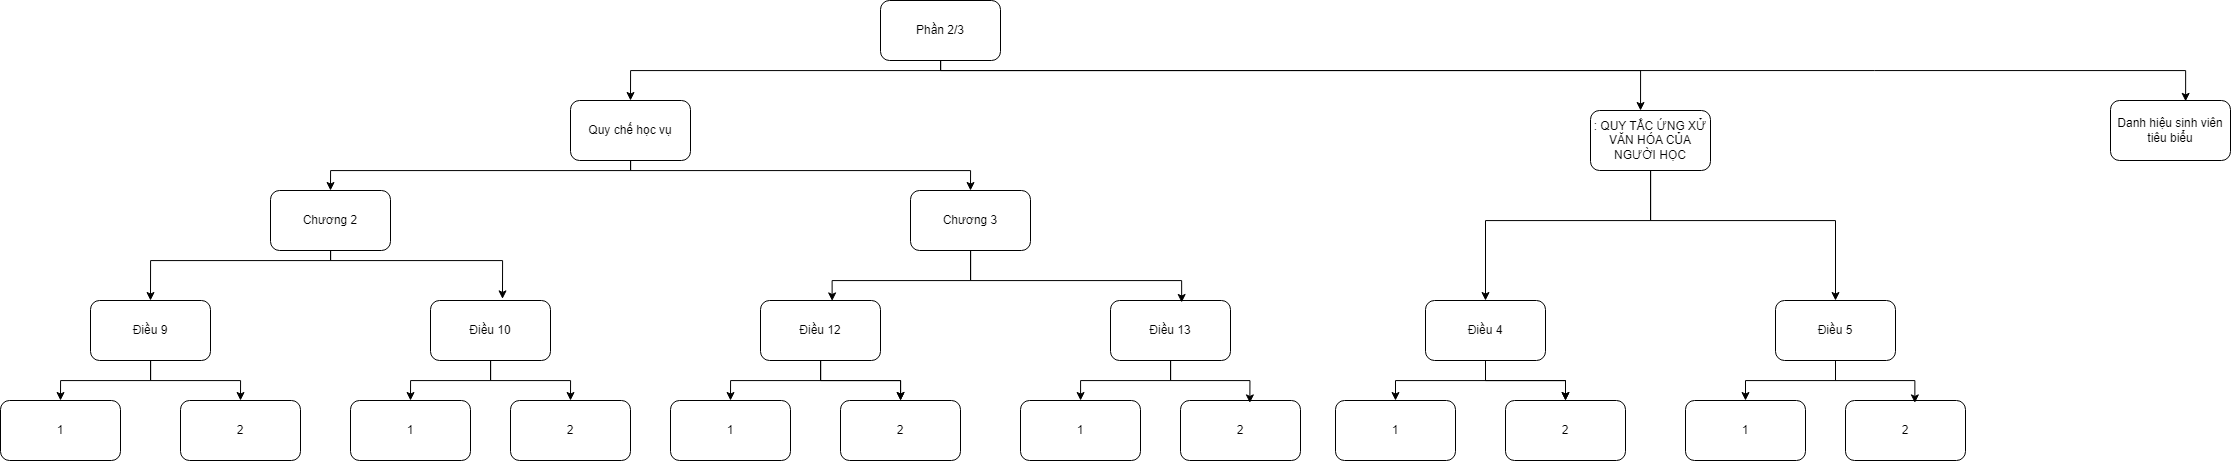 Phần 2/3
Quy chế học vụ
: QUY TẮC ỨNG XỬ
VĂN HÓA CỦA
NGƯỜI HỌC
Danh hiệu sinh viên
tiêu biểu
Chương 2
Chương 3
Điều 9
Điều 10
Điều 12
Điều 13
Điều 4
Điều 5
1
2
1
2
1
2
1
2
1
2
1
2